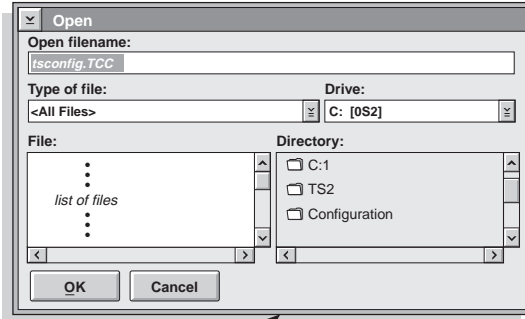 Open
Open filename:
tsconfig.TCC
Type of file:
Drive:
<All Files>
C: [0S2]
File:
Directory:
list of files
C:1
TS2
Configuration
OK
Cancel